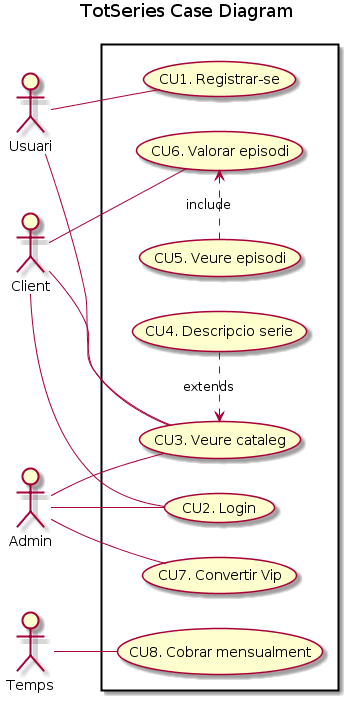 TotSeries Case Diagram
CU1. Registrar-se
Usuari
CU6. Valorar episodi
include
CU5. Veure episodi
Client
CU4. Descripcio serie
extends
CU3. Veure cataleg
CU2. Login
Admin
CU7. Convertir Vip
CU8. Cobrar mensualment
Temps